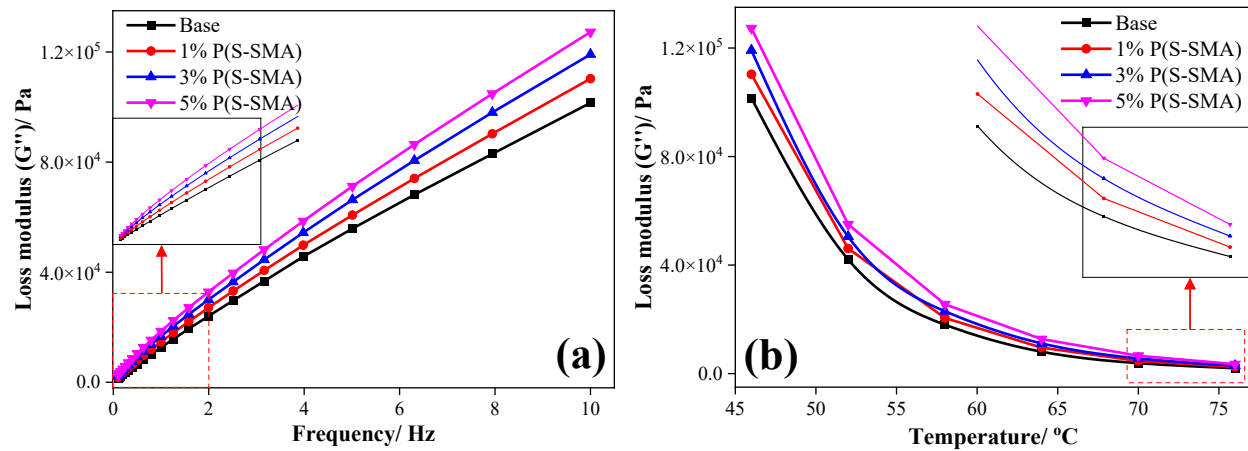 Base
1% P(S-SMA)
3% P(S-SMA)
5% P(S-SMA)
1.2×10⁵
8.0×10⁴
4.0×10⁴
0.0
Loss modulus (G'')/ Pa
0 2 4 6 8 10
Frequency/ Hz
(a)
Base
1% P(S-SMA)
3% P(S-SMA)
5% P(S-SMA)
1.2×10⁵
8.0×10⁴
4.0×10⁴
0.0
Loss modulus (G'')/ Pa
45 50 55 60 65 70 75
Temperature/ ºC
(b)